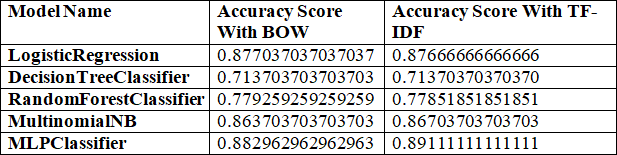 Model Name Accuracy Score With BOW Accuracy Score With TF-IDF
LogisticRegression 0.877037037037037 0.87666666666666
DecisionTreeClassifier 0.713703703703703 0.71370370370370
RandomForestClassifier 0.779259259259259 0.77851851851851
MultinomialNB 0.863703703703703 0.86703703703703
MLPClassifier 0.882962962962963 0.89111111111111